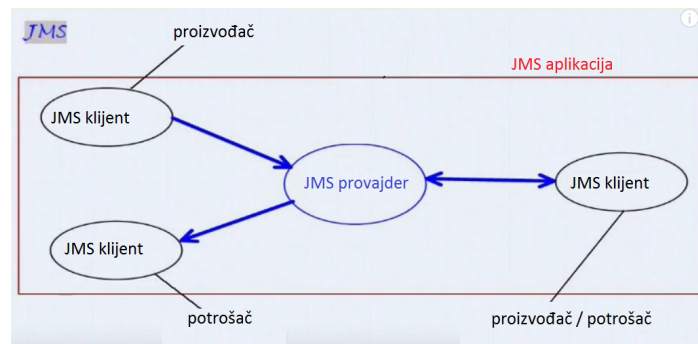 JMS
proizvođač
JMS aplikacija
JMS klijent
JMS provajder
JMS klijent
JMS klijent
potrošač
proizvođač / potrošač